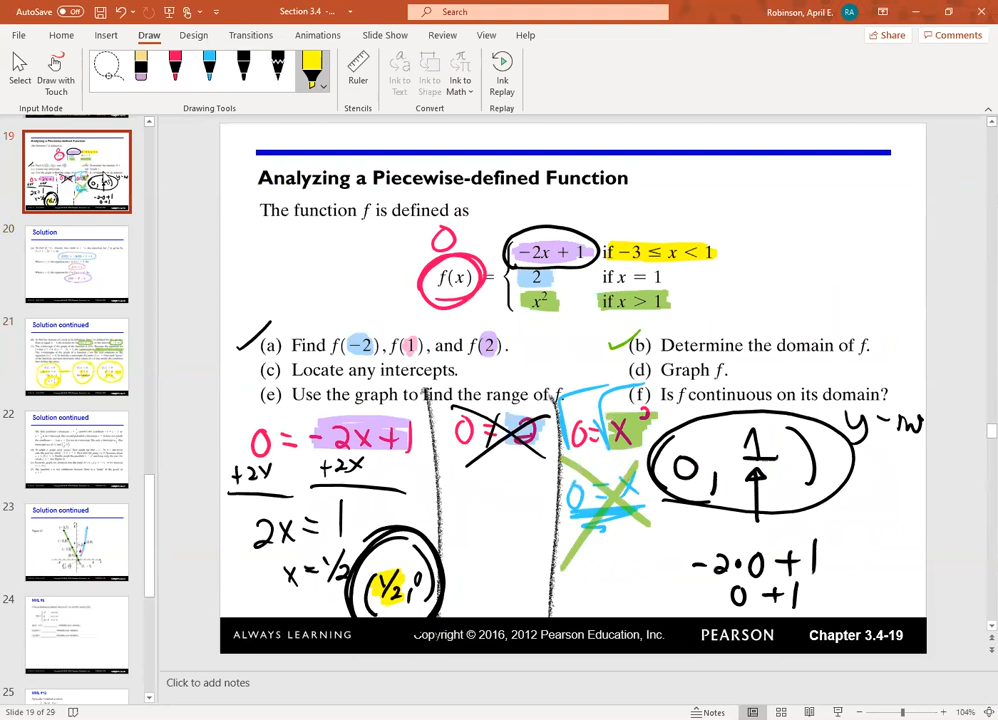 AutoSave Off
Section 3.4 -
Search
Robinson, April E.
RA
File Home Insert Draw Design Transitions Animations Slide Show Review View Help
Share
Comments
Select
Draw with Touch
Ruler
Ink to Text
Ink to Shape
Ink to Math
Ink Replay
Input Mode
Drawing Tools
Stencils
Convert
Replay
19
20
21
22
23
24
25
Solution
Solution continued
Solution continued
Solution continued
Analyzing a Piecewise-defined Function
The function f is defined as
0
−2x + 1 if −3 ≤ x < 1
f(x) = 2 if x = 1
x² if x > 1
(a) Find f(−2), f(1), and f(2)
(b) Determine the domain of f.
(c) Locate any intercepts.
(d) Graph f.
(e) Use the graph to find the range of f.
(f) Is f continuous on its domain?
0 = -2x+1
+2x +2x
2x = 1
x = 1/2
(1/2, 0)
0 = 2
0 = x²
0 = x
(0, 1)
y-
-2·0+1
0 +1
ALWAYS LEARNING
Copyright © 2016, 2012 Pearson Education, Inc.
PEARSON
Chapter 3.4-19
Click to add notes
Slide 19 of 29
Notes
104%